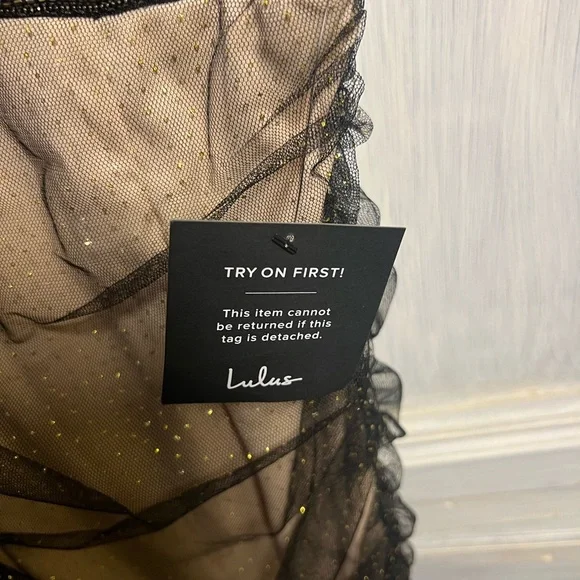 TRY ON FIRST!
This item cannot
be returned if this
tag is detached.
Lulus